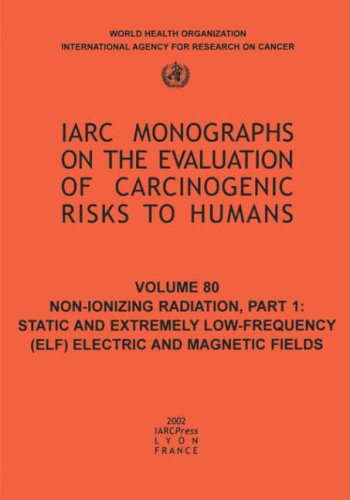 WORLD HEALTH ORGANIZATION
INTERNATIONAL AGENCY FOR RESEARCH ON CANCER
IARC MONOGRAPHS
ON THE EVALUATION
OF CARCINOGENIC
RISKS TO HUMANS
VOLUME 80
NON-IONIZING RADIATION, PART 1:
STATIC AND EXTREMELY LOW-FREQUENCY
(ELF) ELECTRIC AND MAGNETIC FIELDS
2002
IARCPress
LYON
FRANCE